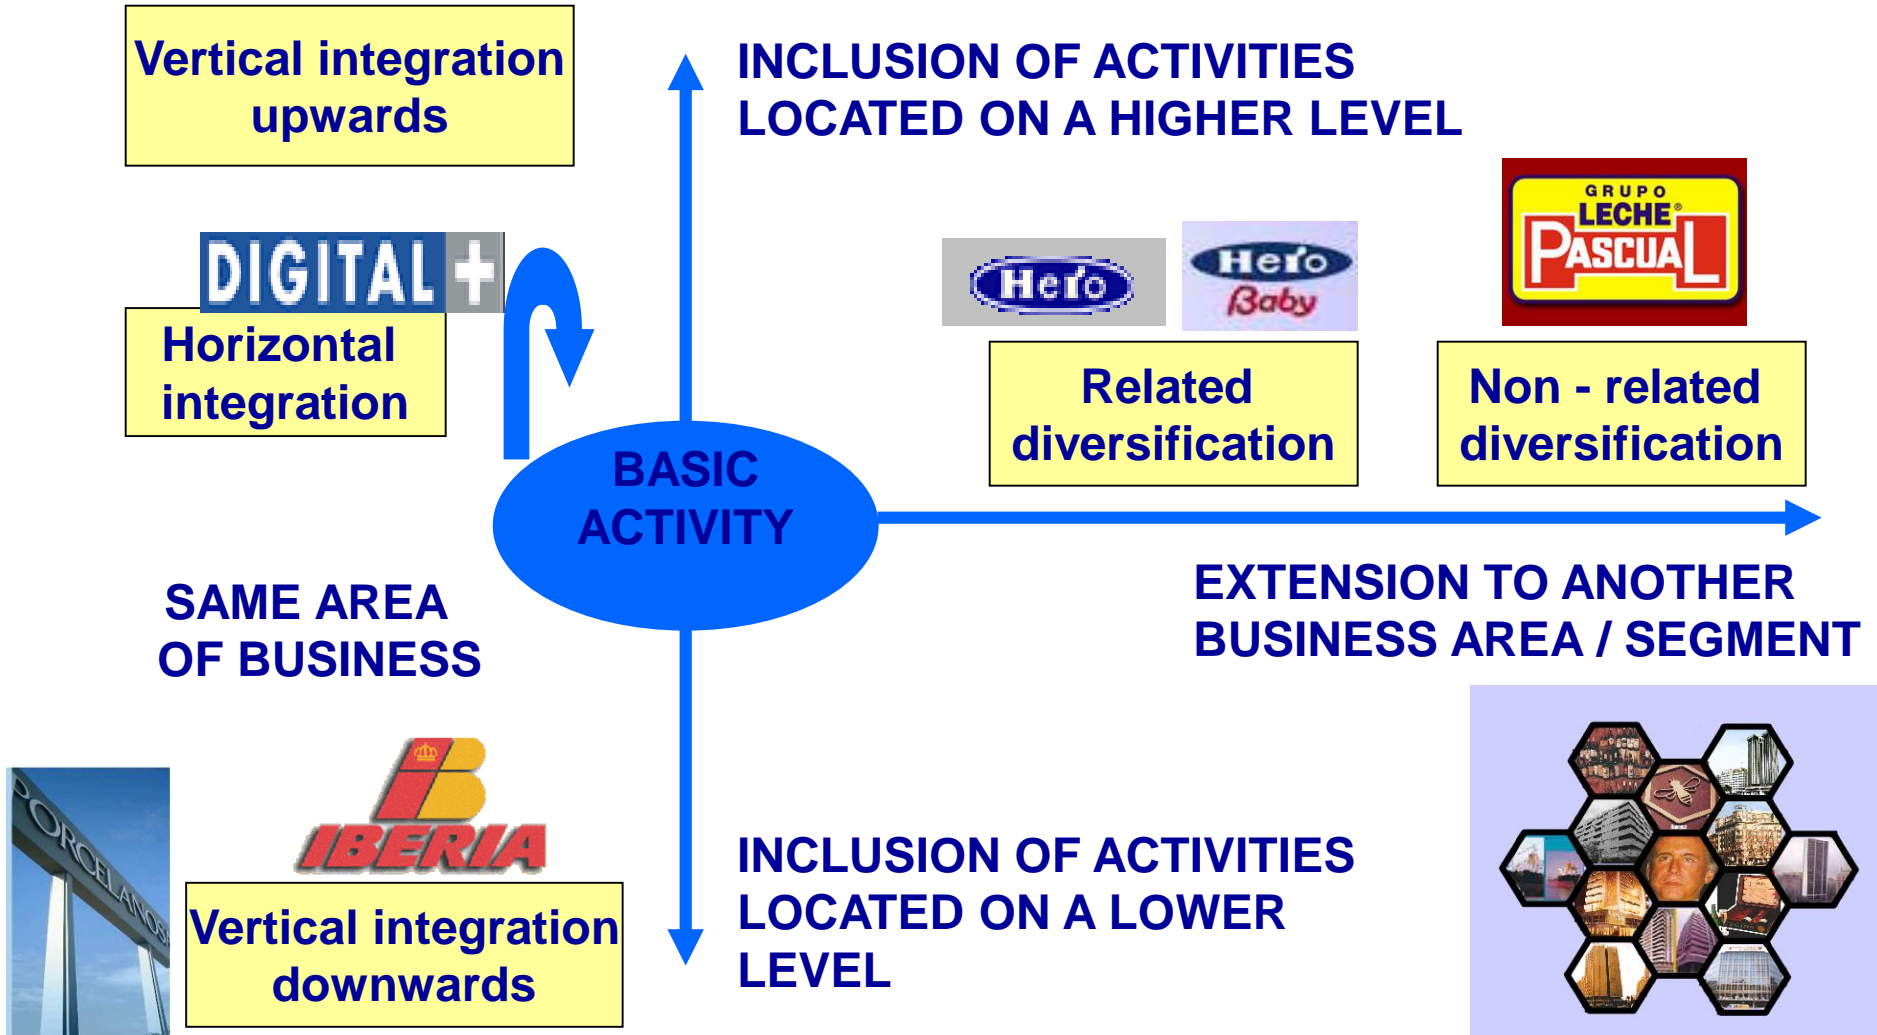 Vertical integration
upwards
INCLUSION OF ACTIVITIES
LOCATED ON A HIGHER LEVEL
DIGITAL +
Horizontal
integration
Hero
Hero
Baby
GRUPO
LECHE®
PASCUAL
Related
diversification
Non - related
diversification
BASIC
ACTIVITY
SAME AREA
OF BUSINESS
EXTENSION TO ANOTHER
BUSINESS AREA / SEGMENT
PORCELANOS
IBERIA
Vertical integration
downwards
INCLUSION OF ACTIVITIES
LOCATED ON A LOWER
LEVEL